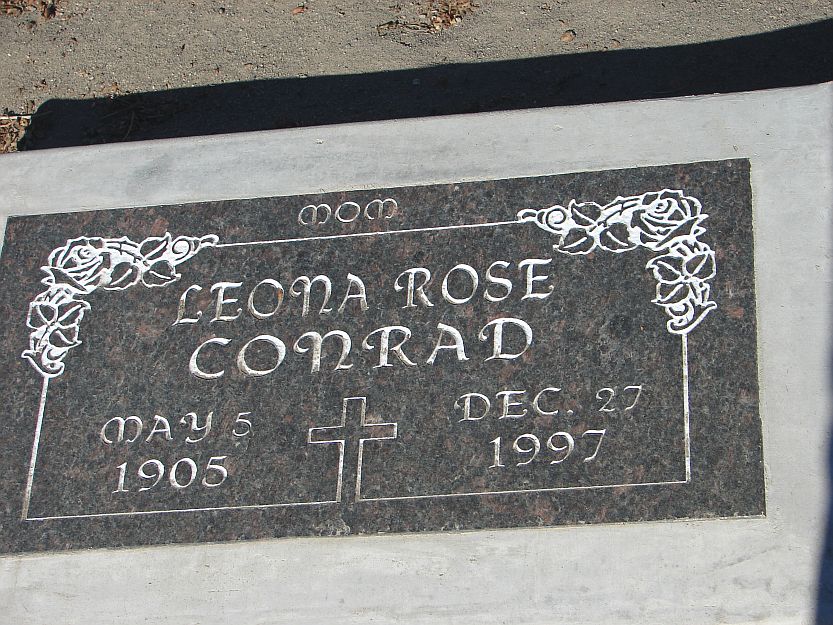 MOM
LEONA ROSE
CONRAD
MAY 5
1905
DEC. 27
1997